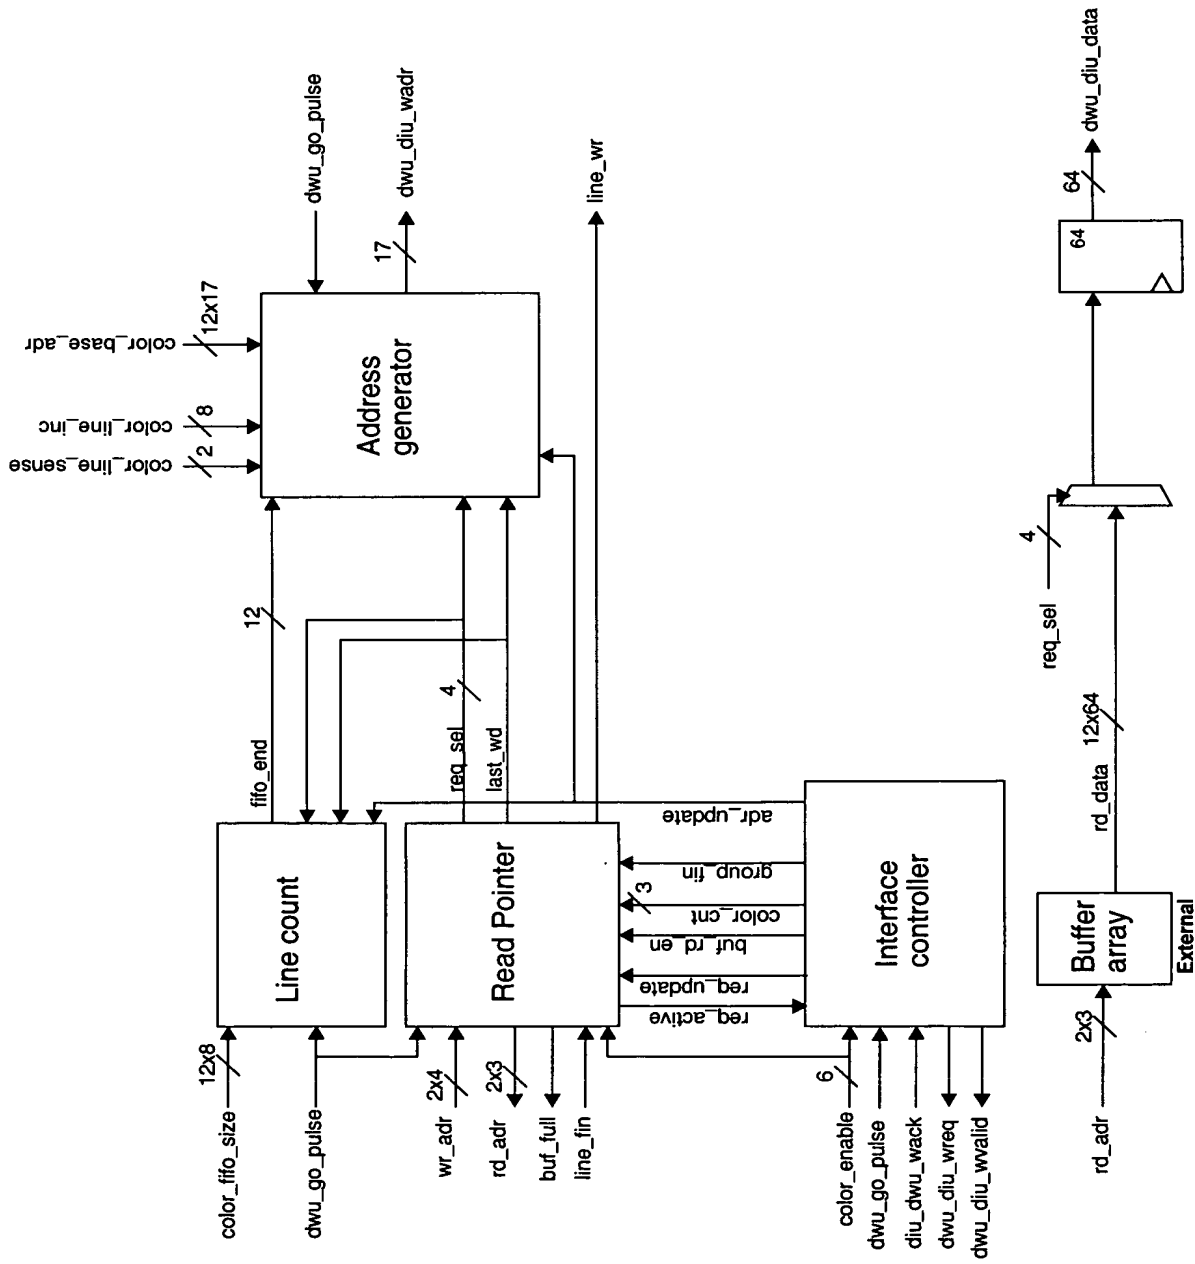 color_fifo_size
12x8
dwu_go_pulse
Line count
fifo_end
12
color_line_sense
2
color_line_inc
8
color_base_adr
12x17
dwu_go_pulse
Address
generator
17
dwu_diu_wadr
wr_adr
2x4
rd_adr
2x3
buf_full
line_fin
Read Pointer
req_sel
4
last_wd
line_wr
req_active
req_update
buf_rd_en
color_cnt
3
group_fin
adr_update
color_enable
6
dwu_go_pulse
diu_dwu_wack
dwu_diu_wreq
dwu_diu_wvalid
Interface
controller
rd_adr
2x3
Buffer
array
External
rd_data
12x64
req_sel
4
64
64
dwu_diu_data